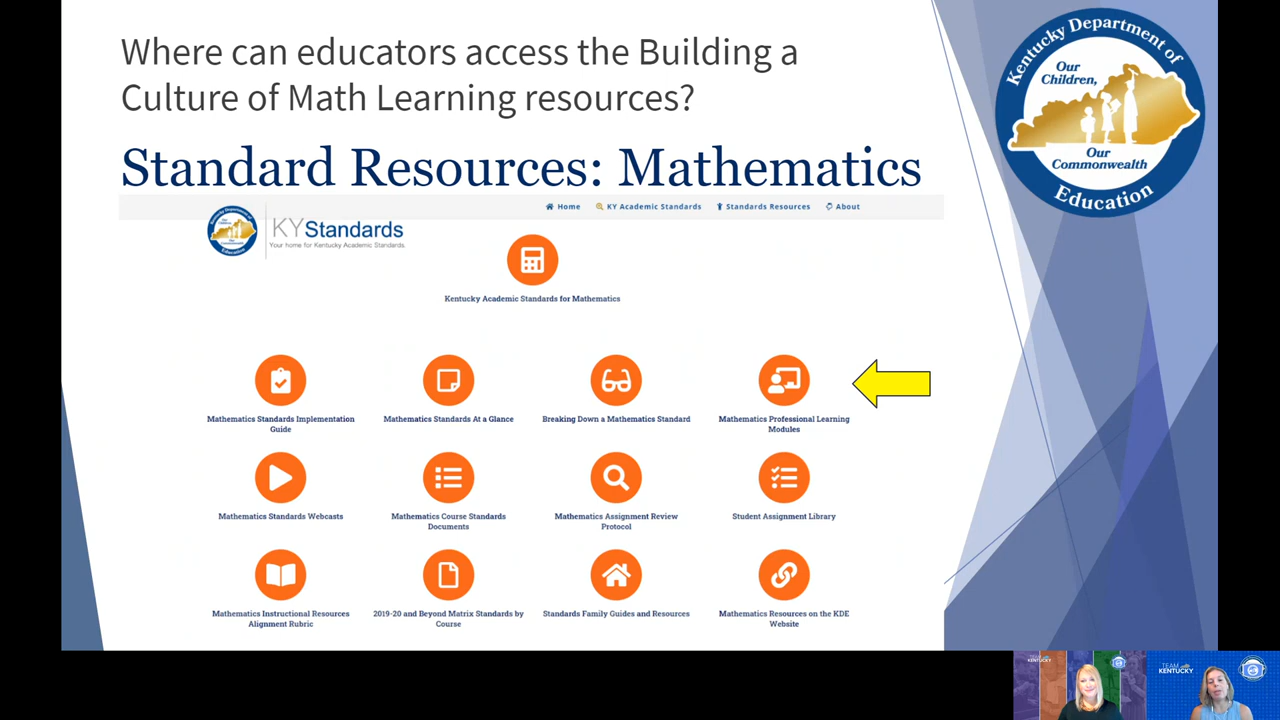 Where can educators access the Building a
Culture of Math Learning resources?
Kentucky Department of
Our
Children,
Our
Commonwealth
Education
Standard Resources: Mathematics
Home
KY Academic Standards
Standards Resources
About
KYStandards
Your home for Kentucky Academic Standards.
Kentucky Academic Standards for Mathematics
Mathematics Standards Implementation
Guide
Mathematics Standards At a Glance
Breaking Down a Mathematics Standard
Mathematics Professional Learning
Modules
Mathematics Standards Webcasts
Mathematics Course Standards
Documents
Mathematics Assignment Review
Protocol
Student Assignment Library
Mathematics Instructional Resources
Alignment Rubric
2019-20 and Beyond Matrix Standards by
Course
Standards Family Guides and Resources
Mathematics Resources on the KDE
Website
TEAM
KENTUCKY
TEAM
KENTUCKY